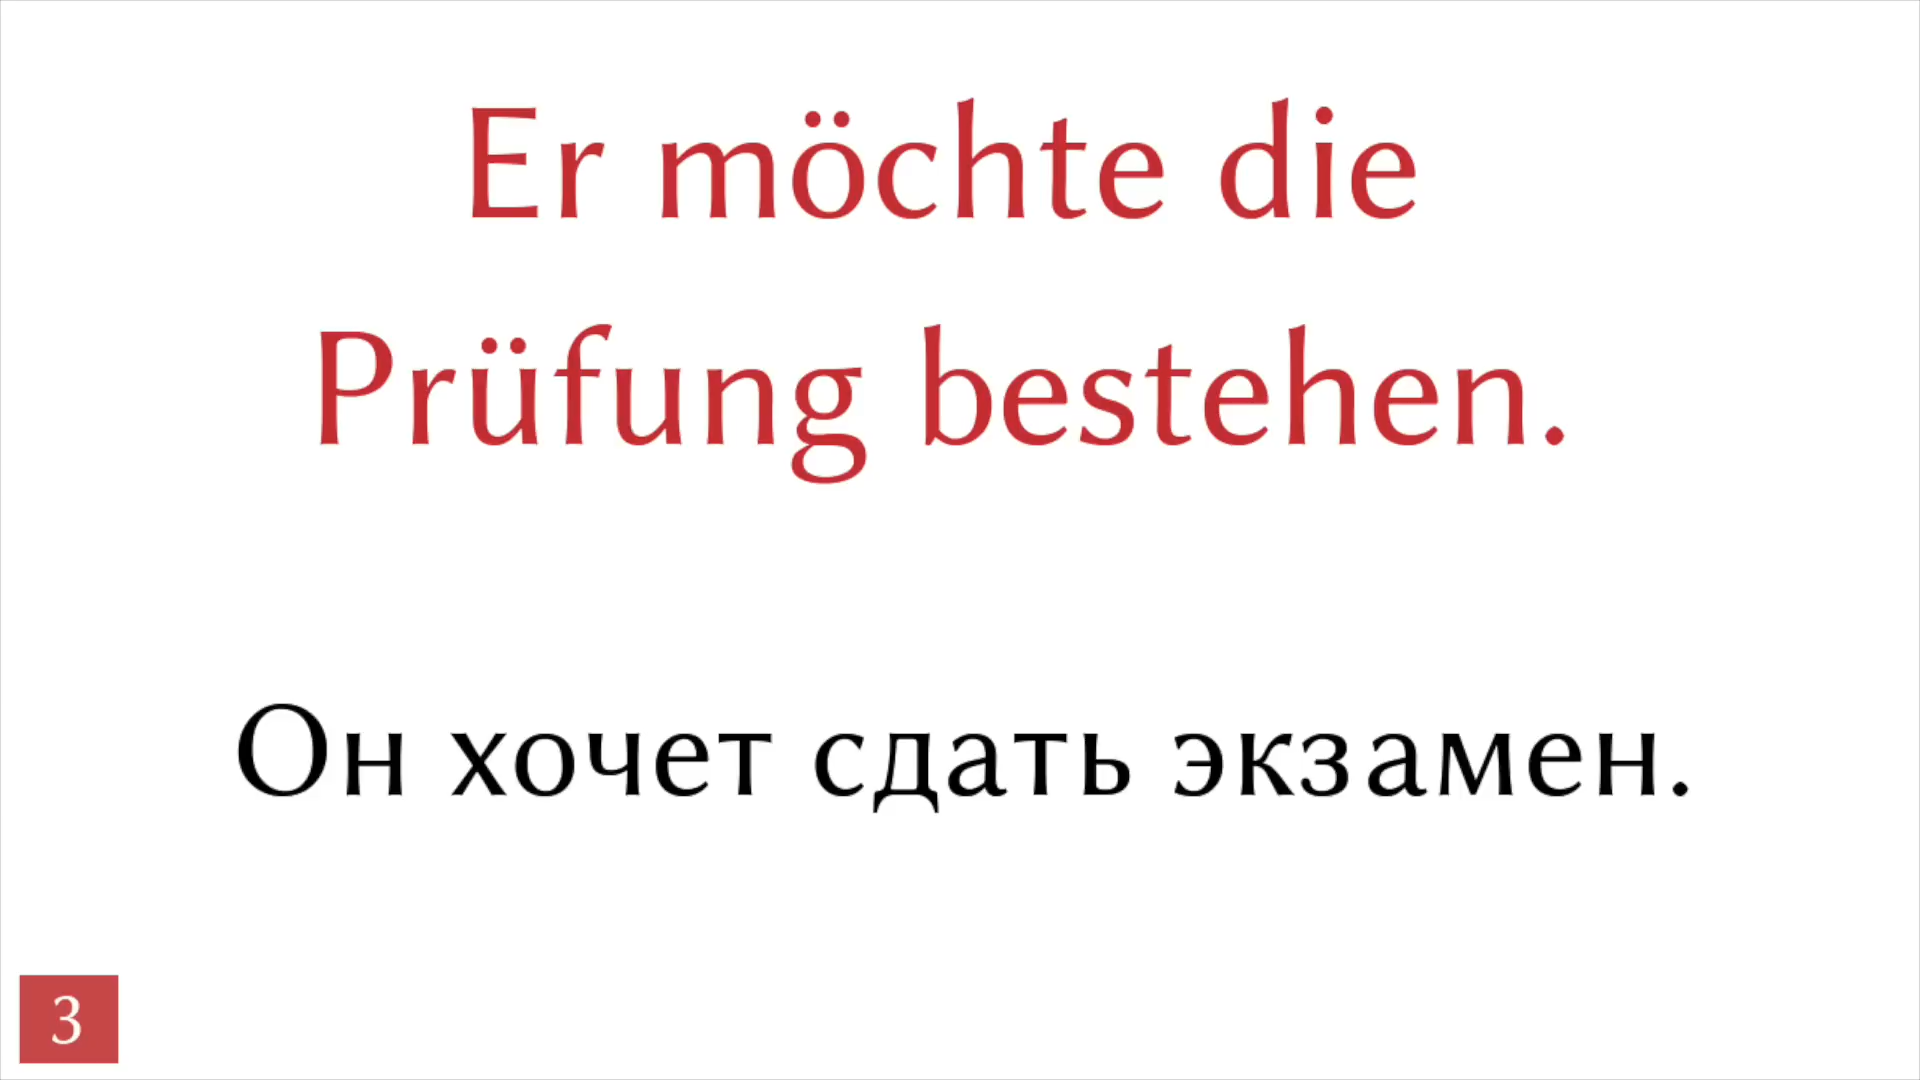 Er möchte die
Prüfung bestehen.
Он хочет сдать экзамен.
3